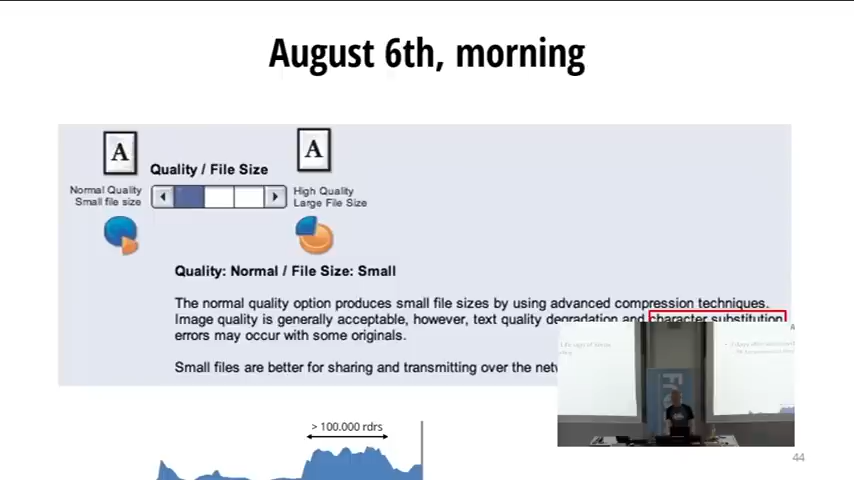 August 6th, morning
A
A
Quality / File Size
Normal Quality
Small file size
High Quality
Large File Size
Quality: Normal / File Size: Small
The normal quality option produces small file sizes by using advanced compression techniques.
Image quality is generally acceptable, however, text quality degradation and character substitution
errors may occur with some originals.
Small files are better for sharing and transmitting over the
> 100.000 rdrs
44